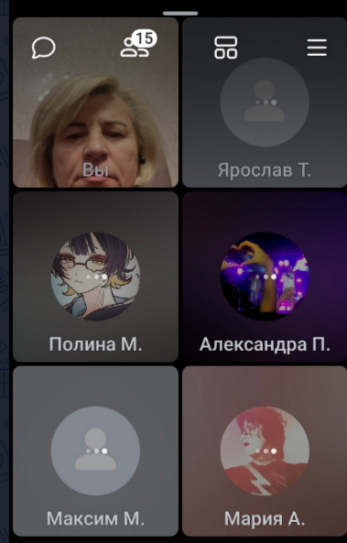 15
Вы
Ярослав Т.
Полина М.
Александра П.
Максим М.
Мария А.